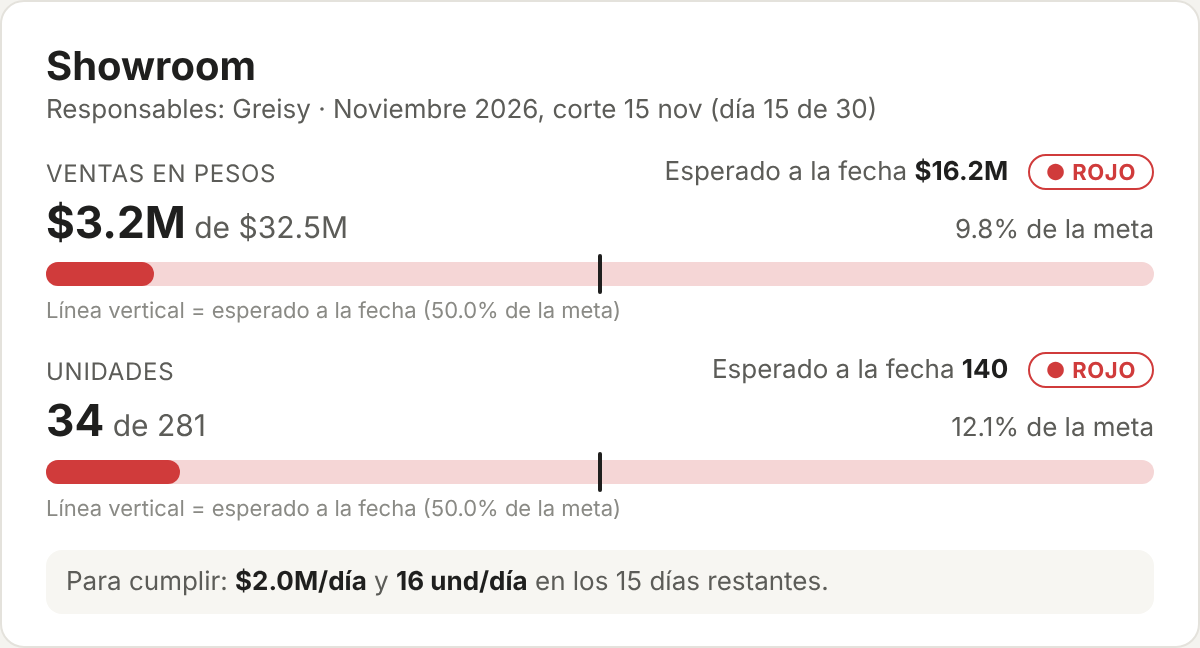 Showroom
Responsables: Greisy · Noviembre 2026, corte 15 nov (día 15 de 30)
VENTAS EN PESOS
Esperado a la fecha $16.2M
ROJO
$3.2M de $32.5M
9.8% de la meta
Línea vertical = esperado a la fecha (50.0% de la meta)
UNIDADES
Esperado a la fecha 140
ROJO
34 de 281
12.1% de la meta
Línea vertical = esperado a la fecha (50.0% de la meta)
Para cumplir: $2.0M/día y 16 und/día en los 15 días restantes.